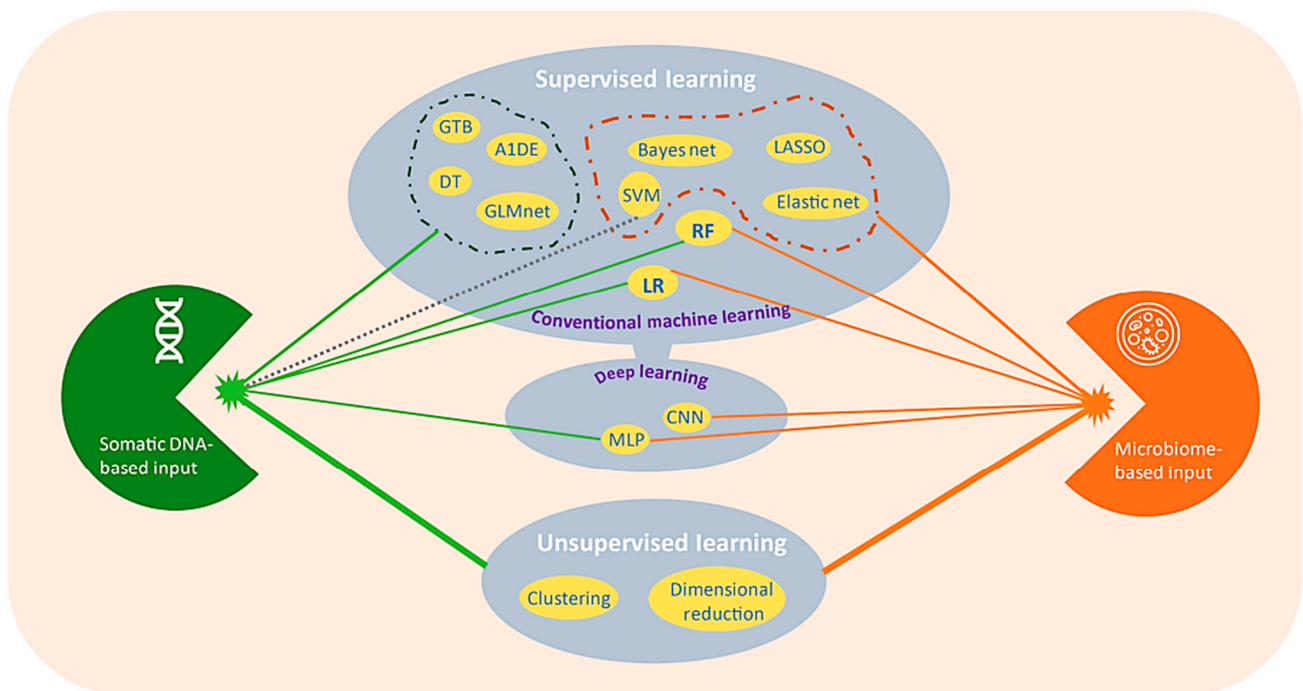 Supervised learning
GTB
A1DE
DT
GLMnet
Bayes net
LASSO
SVM
Elastic net
RF
LR
Conventional machine learning
Deep learning
CNN
MLP
Somatic DNA-
based input
Microbiome-
based input
Unsupervised learning
Clustering
Dimensional
reduction